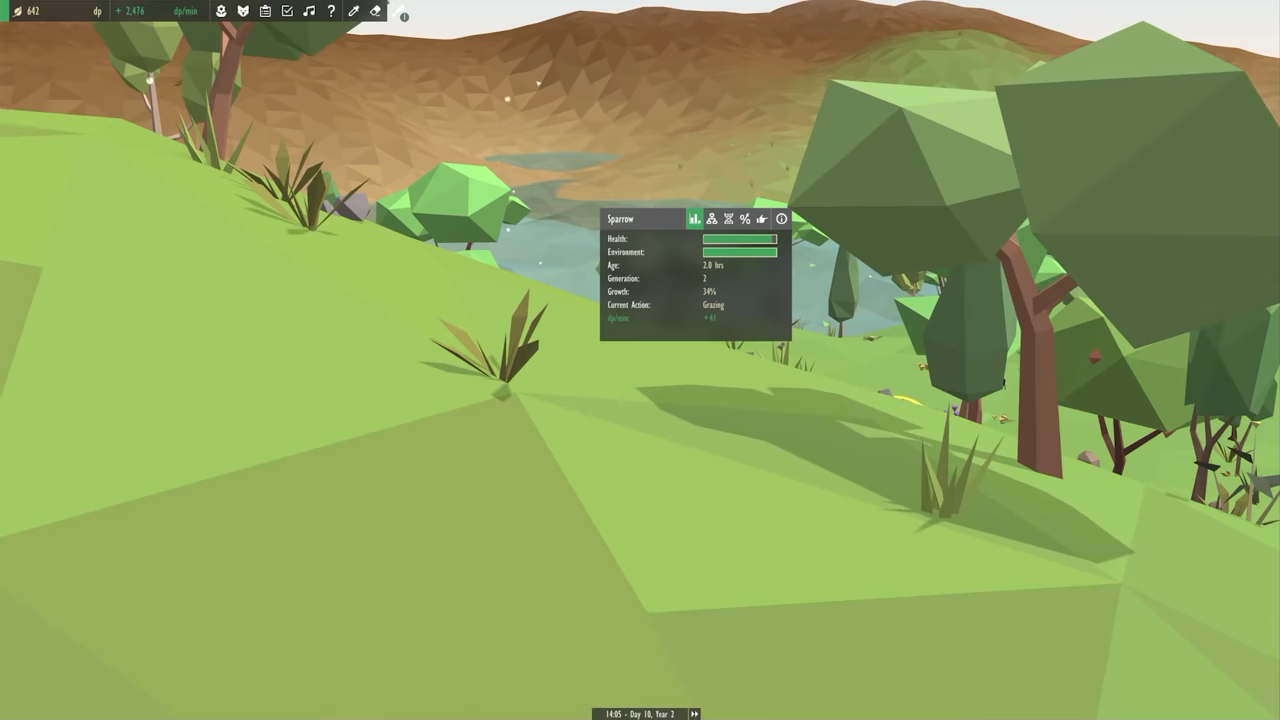 642 dp + 2,476 dp/min ?
Sparrow %
Health:
Environment:
Age: 2.0 hrs
Generation: 2
Growth: 34%
Current Action: Grazing
dp/min:
14:05 - Day 10, Year 2